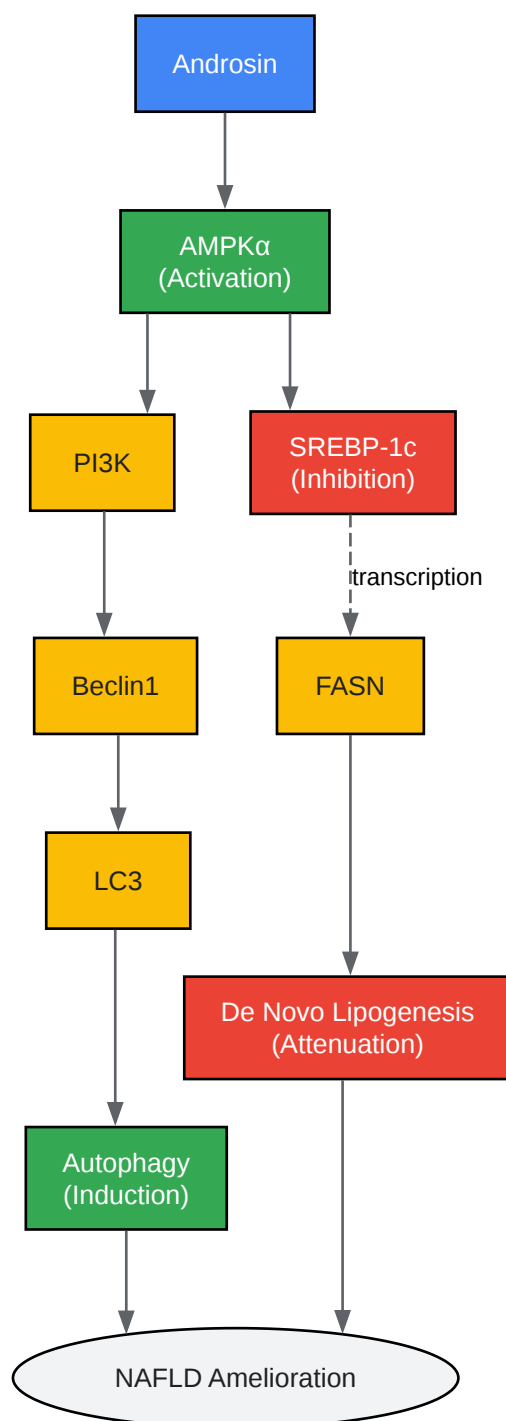 Androsin
AMPKα
(Activation)
PI3K
SREBP-1c
(Inhibition)
transcription
Beclin1
FASN
LC3
De Novo Lipogenesis
(Attenuation)
Autophagy
(Induction)
NAFLD Amelioration